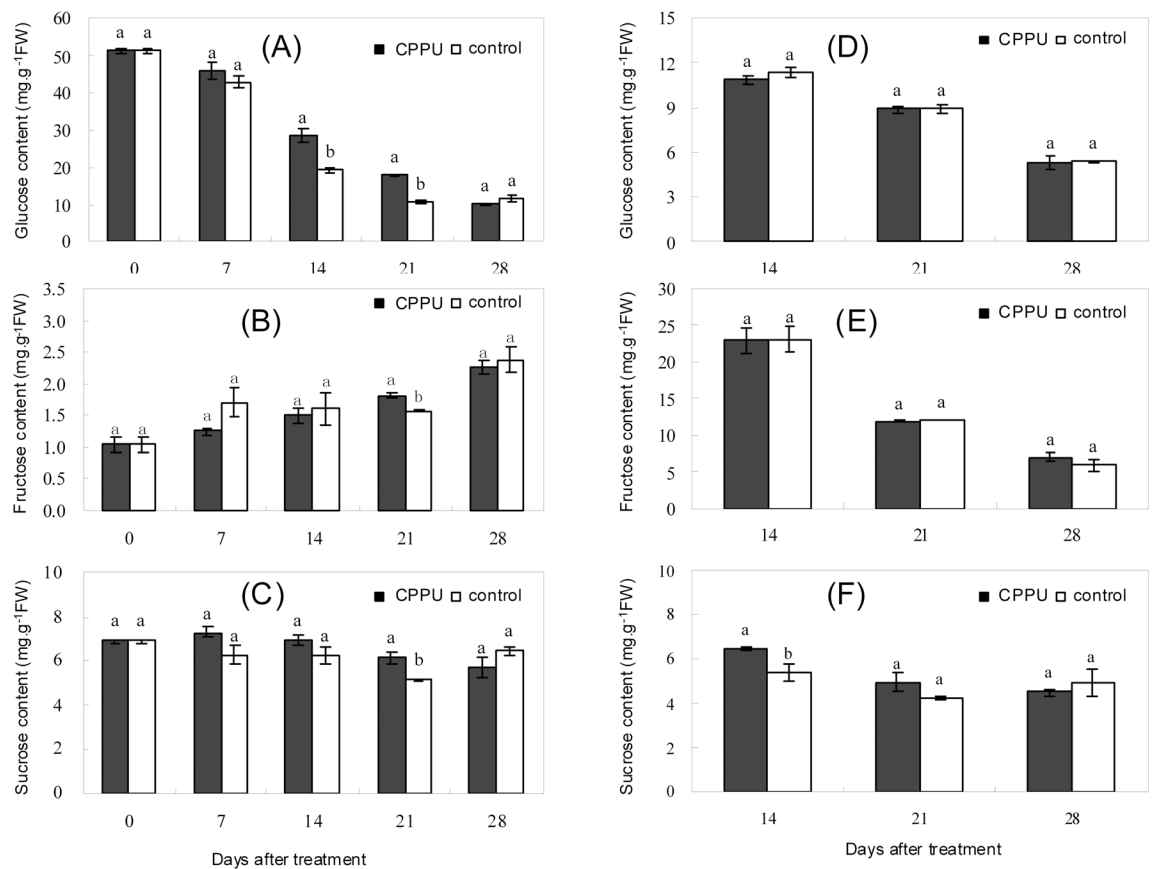 Glucose content (mg.g-1FW)
60
50
40
30
20
10
0
(A)
CPPU control
a a
a a
a b
a b
a a
0 7 14 21 28
Fructose content (mg.g-1FW)
3.5
3.0
2.5
2.0
1.5
1.0
0.5
0.0
(B)
CPPU control
a a
a a
a a
a b
a a
0 7 14 21 28
Sucrose content (mg.g-1FW)
10
8
6
4
2
0
(C)
CPPU control
a a
a a
a a
a b
a a
0 7 14 21 28
Days after treatment
Glucose content (mg.g-1FW)
15
12
9
6
3
0
(D)
CPPU control
a a
a a
a a
14 21 28
Fructose content (mg.g-1FW)
30
25
20
15
10
5
0
(E)
CPPU control
a a
a a
a a
14 21 28
Sucrose content (mg.g-1FW)
10
8
6
4
2
0
(F)
CPPU control
a b
a a
a a
14 21 28
Days after treatment